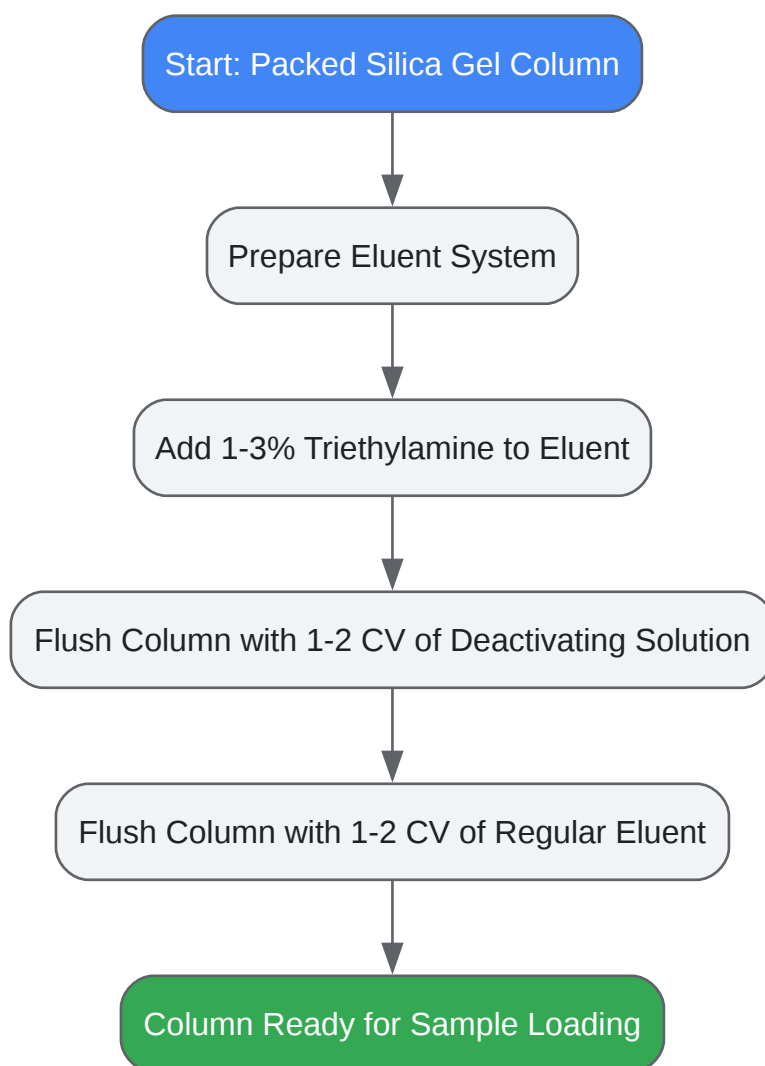 Start: Packed Silica Gel Column
Prepare Eluent System
Add 1-3% Triethylamine to Eluent
Flush Column with 1-2 CV of Deactivating Solution
Flush Column with 1-2 CV of Regular Eluent
Column Ready for Sample Loading